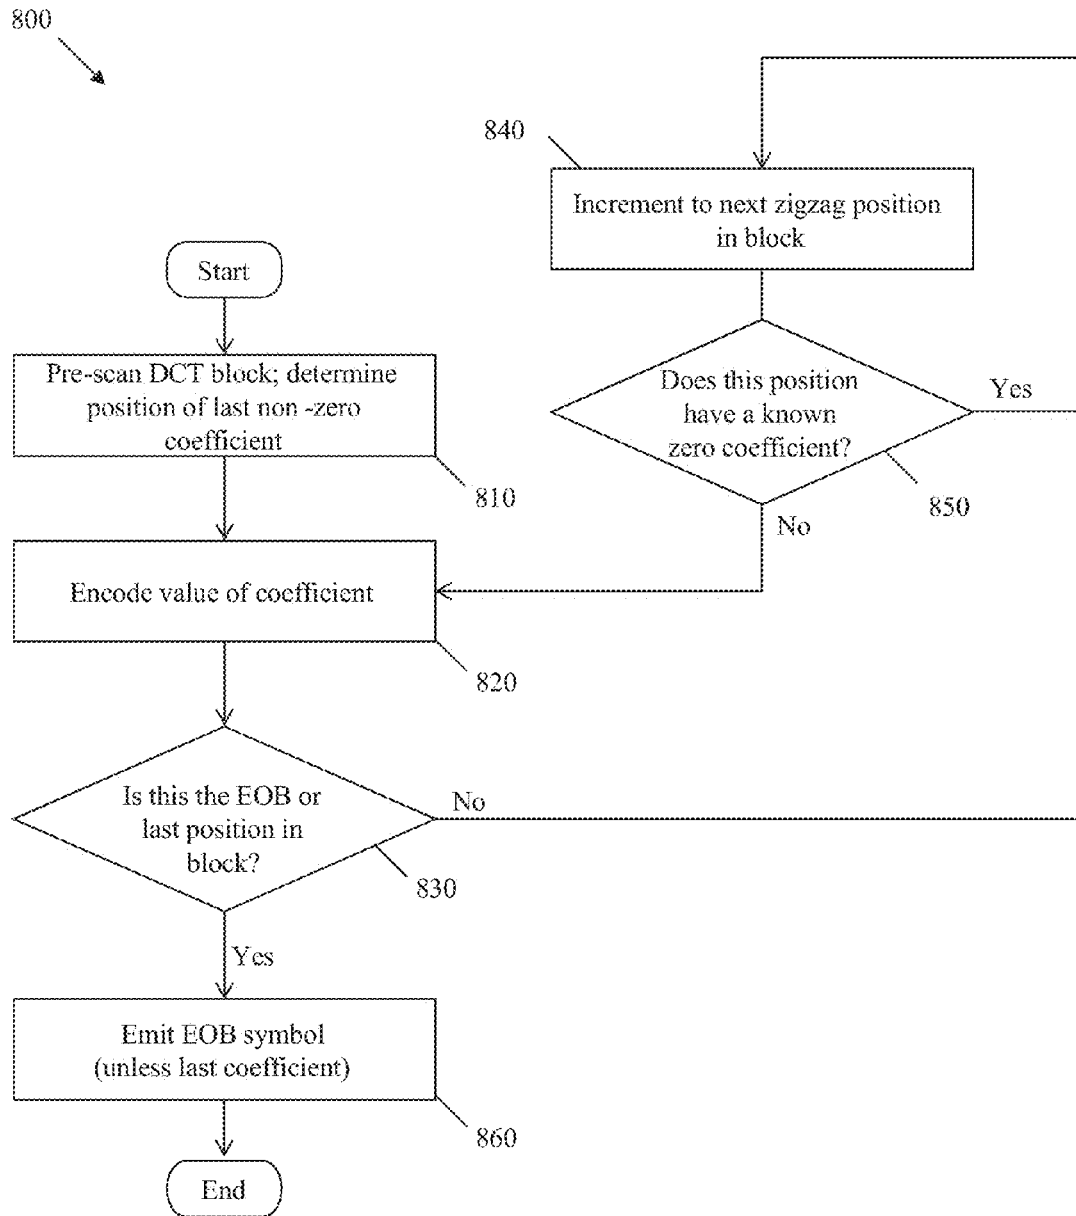 800
840
Increment to next zigzag position
in block
Start
Pre-scan DCT block; determine
position of last non -zero
coefficient
810
Does this position
have a known
zero coefficient?
Yes
850
No
Encode value of coefficient
820
Is this the EOB or
last position in
block?
No
830
Yes
Emit EOB symbol
(unless last coefficient)
860
End